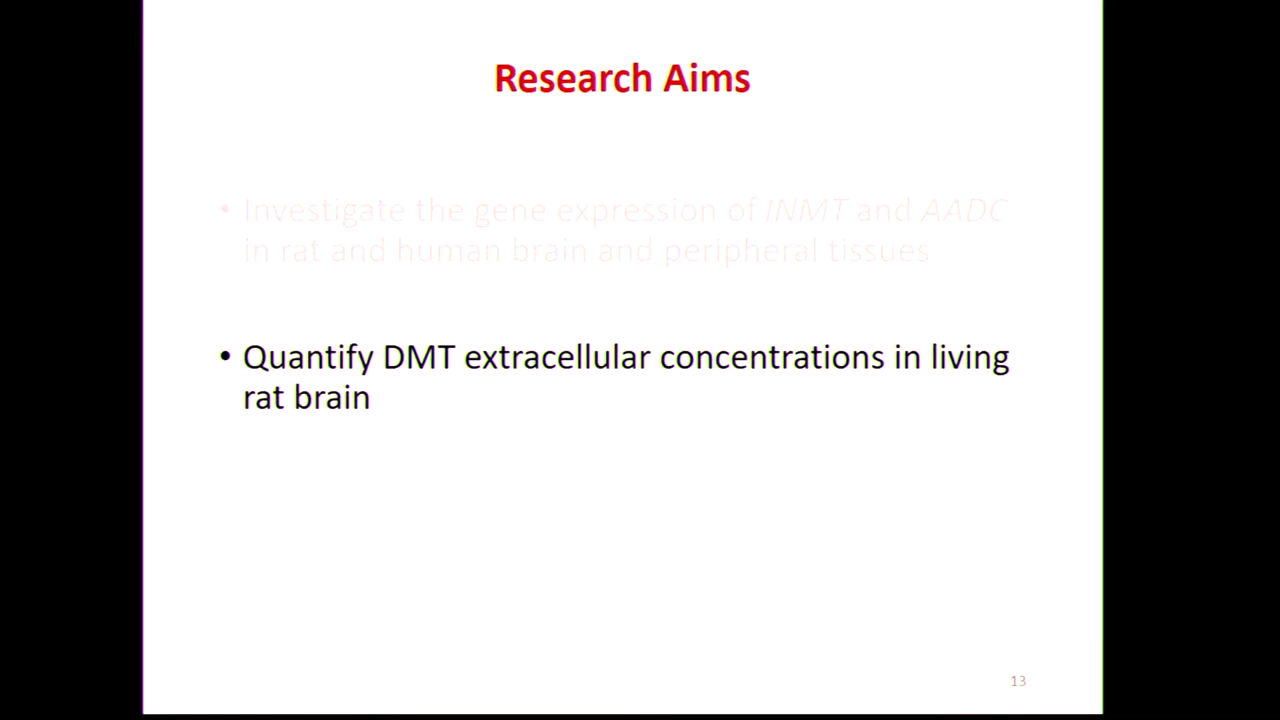 Research Aims
• Investigate the gene expression of INMT and AADC
in rat and human brain and peripheral tissues
• Quantify DMT extracellular concentrations in living
rat brain
13